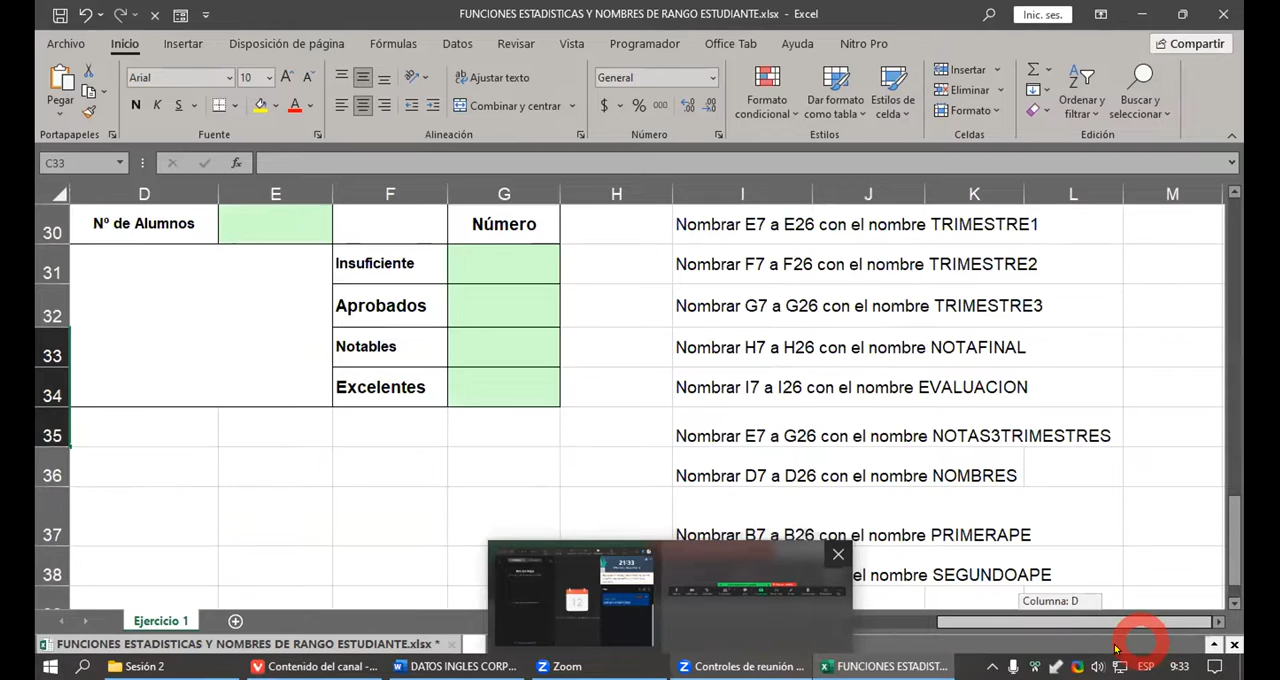 FUNCIONES ESTADISTICAS Y NOMBRES DE RANGO ESTUDIANTE.xlsx - Excel
Inic. ses.
Archivo Inicio Insertar Disposición de página Fórmulas Datos Revisar Vista Programador Office Tab Ayuda Nitro Pro Compartir
Pegar
Arial 10
N K S
Ajustar texto
Combinar y centrar
General
$ % 000
Formato condicional
Dar formato como tabla
Estilos de celda
Insertar
Eliminar
Formato
Ordenar y filtrar
Buscar y seleccionar
Portapapeles Fuente Alineación Número Estilos Celdas Edición
C33 fx
D E F G H I J K L M
30 Nº de Alumnos Número Nombrar E7 a E26 con el nombre TRIMESTRE1
31 Insuficiente Nombrar F7 a F26 con el nombre TRIMESTRE2
32 Aprobados Nombrar G7 a G26 con el nombre TRIMESTRE3
33 Notables Nombrar H7 a H26 con el nombre NOTAFINAL
34 Excelentes Nombrar I7 a I26 con el nombre EVALUACION
35 Nombrar E7 a G26 con el nombre NOTAS3TRIMESTRES
36 Nombrar D7 a D26 con el nombre NOMBRES
37 Nombrar B7 a B26 con el nombre PRIMERAPE
38 el nombre SEGUNDOAPE
21:33
12
Column: D
Ejercicio 1
FUNCIONES ESTADISTICAS Y NOMBRES DE RANGO ESTUDIANTE.xlsx *
Sesión 2 Contenido del canal -... DATOS INGLES CORP... Zoom Controles de reunión ... FUNCIONES ESTADIST... ESP 9:33